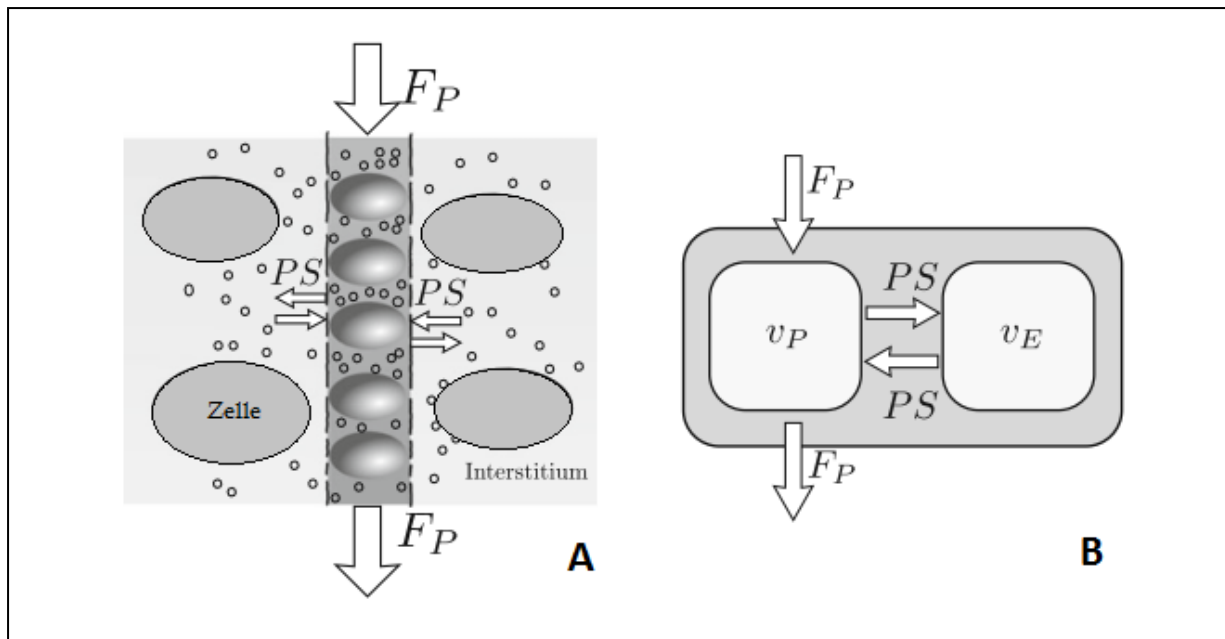 F_P
PS
PS
Zelle
Interstitium
F_P
A
F_P
PS
v_P
v_E
PS
F_P
B